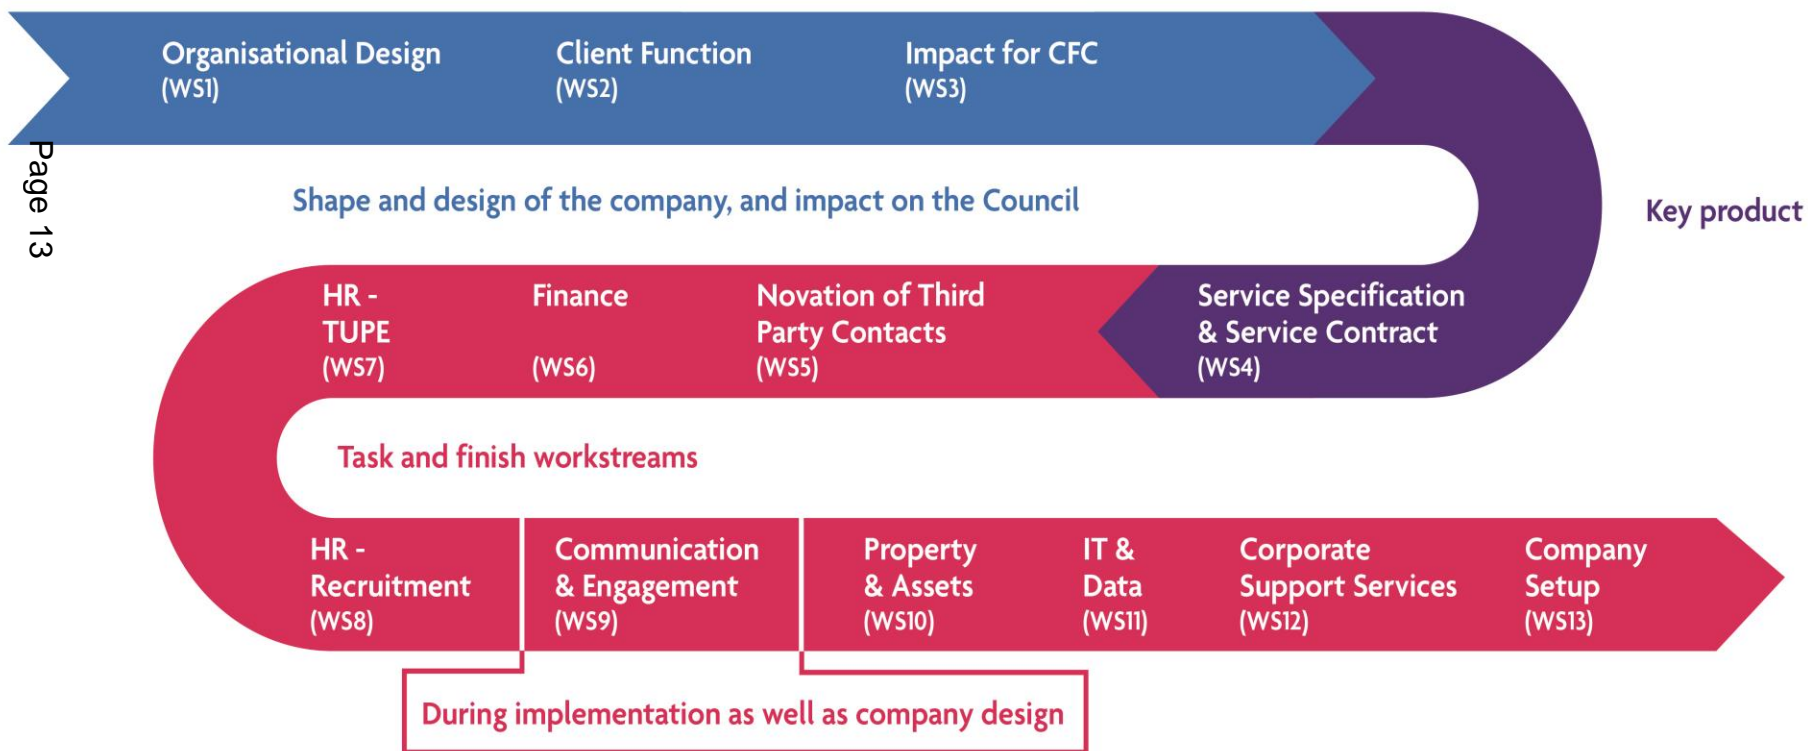 Organisational Design
(WS1)
Client Function
(WS2)
Impact for CFC
(WS3)
Page 13
Shape and design of the company, and impact on the Council
Key product
HR -
TUPE
(WS7)
Finance
(WS6)
Novation of Third
Party Contacts
(WS5)
Service Specification
& Service Contract
(WS4)
Task and finish workstreams
HR -
Recruitment
(WS8)
Communication
& Engagement
(WS9)
Property
& Assets
(WS10)
IT &
Data
(WS11)
Corporate
Support Services
(WS12)
Company
Setup
(WS13)
During implementation as well as company design